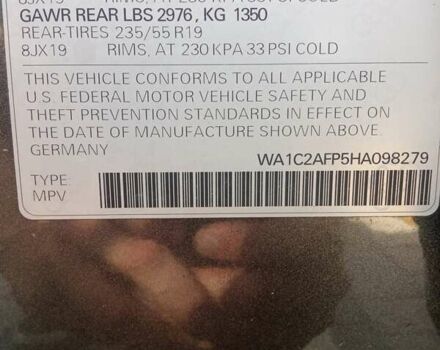 GAWR REAR LBS 2976, KG 1350
REAR-TIRES 235/55 R19
8JX19 RIMS, AT 230 KPA 33 PSI COLD
THIS VEHICLE CONFORMS TO ALL APPLICABLE
U.S. FEDERAL MOTOR VEHICLE SAFETY AND
THEFT PREVENTION STANDARDS IN EFFECT ON
THE DATE OF MANUFACTURE SHOWN ABOVE.
GERMANY
WA1C2AFP5HA098279
TYPE:
MPV